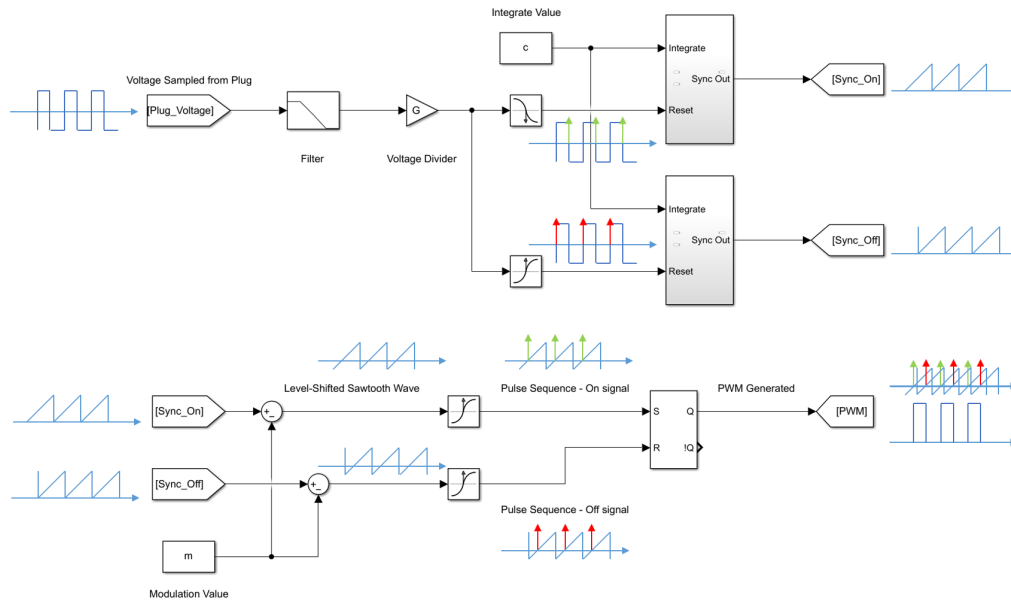 Integrate Value
c
Integrate
Sync Out
Reset
[Sync_On]
Voltage Sampled from Plug
[Plug_Voltage]
Filter
G
Voltage Divider
Integrate
Sync Out
Reset
[Sync_Off]
Level-Shifted Sawtooth Wave
Pulse Sequence - On signal
PWM Generated
[Sync_On]
+
–
S
Q
R
!Q
[PWM]
[Sync_Off]
+
–
Pulse Sequence - Off signal
m
Modulation Value